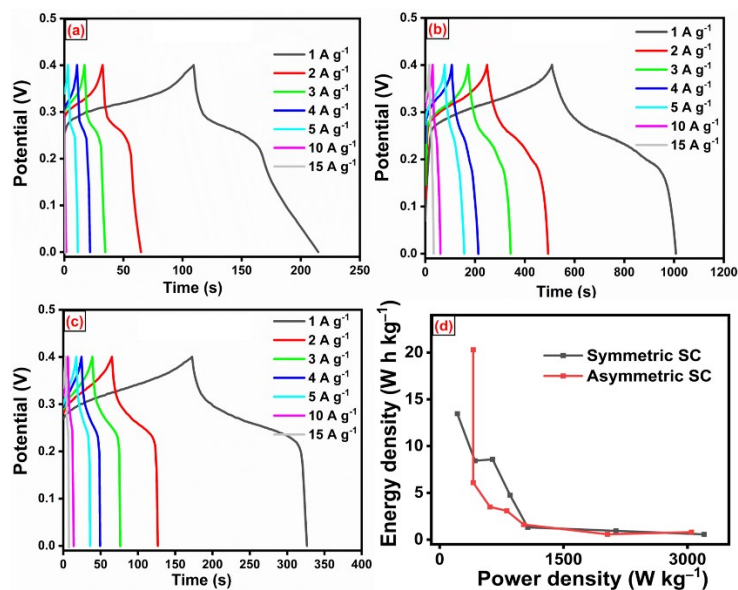 (a)
1 A g⁻¹
2 A g⁻¹
3 A g⁻¹
4 A g⁻¹
5 A g⁻¹
10 A g⁻¹
15 A g⁻¹
Potential (V)
0.5
0.4
0.3
0.2
0.1
0.0
0 50 100 150 200 250
Time (s)
(b)
1 A g⁻¹
2 A g⁻¹
3 A g⁻¹
4 A g⁻¹
5 A g⁻¹
10 A g⁻¹
15 A g⁻¹
Potential (V)
0.5
0.4
0.3
0.2
0.1
0.0
0 200 400 600 800 1000 1200
Time (s)
(c)
1 A g⁻¹
2 A g⁻¹
3 A g⁻¹
4 A g⁻¹
5 A g⁻¹
10 A g⁻¹
15 A g⁻¹
Potential (V)
0.5
0.4
0.3
0.2
0.1
0.0
0 100 200 300 400
Time (s)
(d)
Symmetric SC
Asymmetric SC
Energy density (W h kg⁻¹)
20
15
10
5
0
0 1500 3000
Power density (W kg⁻¹)